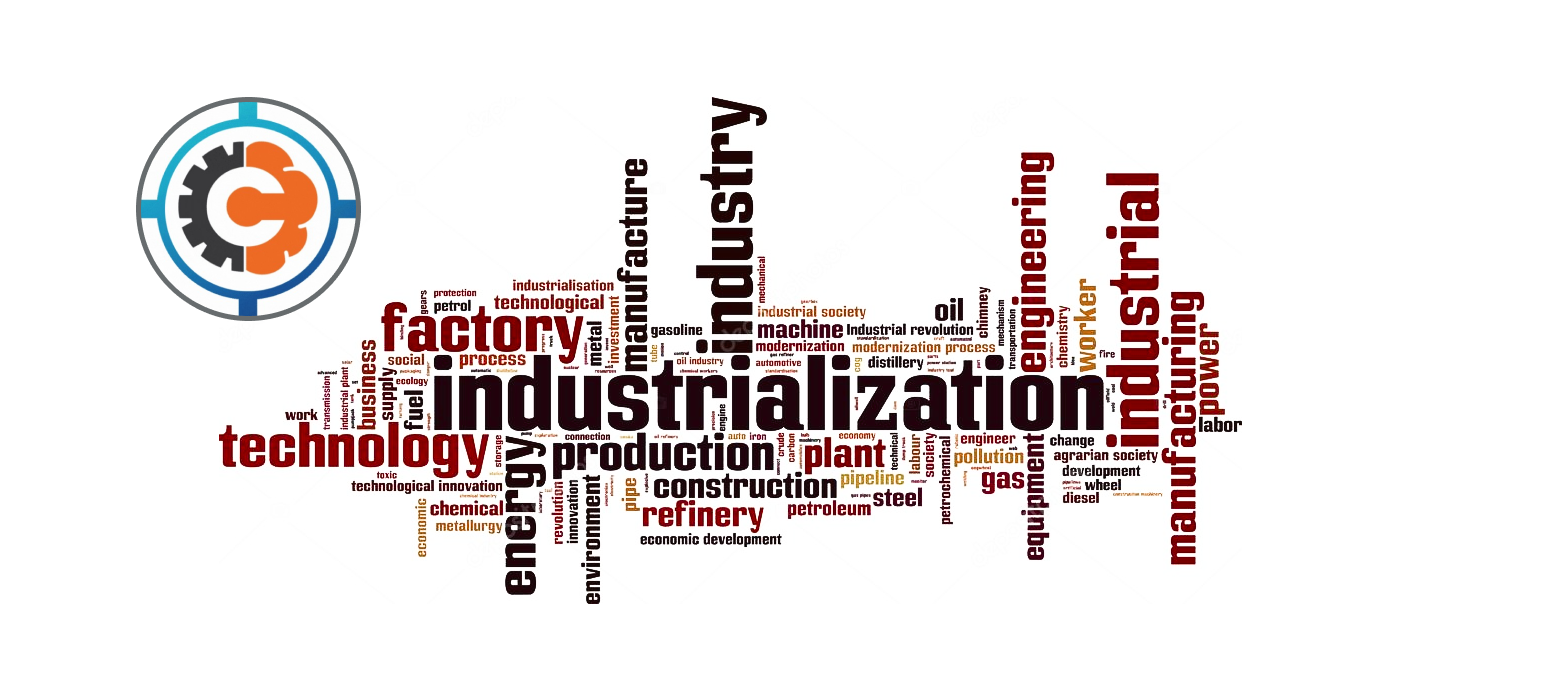 industry
manufacture
engineering
industrial
mechanical
industrialisation
protection
gears
petrol
technological
investment
factory
metal
gasoline
industrial society
machine
Industrial revolution
oil
chimney
mechanism
transportation
chemistry
worker
manufacturing
power
labor
modernization
modernization process
fire
business
social
process
oil industry
automotive
distillery
supply
ecology
fuel
transmission
industrial plant
industrialization
work
engine
technology
storage
connection
production
auto
iron
crude
carbon
plant
economy
technical
labour
society
engineer
pollution
change
agrarian society
toxic
technological innovation
energy
construction
pipeline
petrochemical
gas
equipment
development
wheel
diesel
economic
chemical
metallurgy
revolution
innovation
environment
pipe
refinery
petroleum
steel
economic development